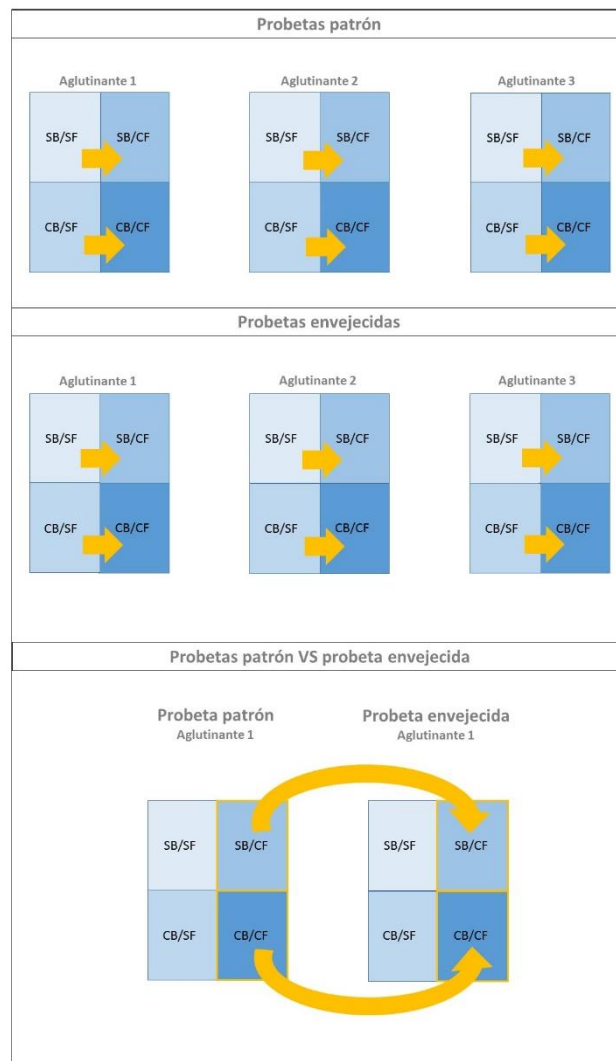 Probetas patrón
Aglutinante 1 Aglutinante 2 Aglutinante 3
SB/SF SB/CF SB/SF SB/CF SB/SF SB/CF
CB/SF CB/CF CB/SF CB/CF CB/SF CB/CF
Probetas envejecidas
Aglutinante 1 Aglutinante 2 Aglutinante 3
SB/SF SB/CF SB/SF SB/CF SB/SF SB/CF
CB/SF CB/CF CB/SF CB/CF CB/SF CB/CF
Probetas patrón VS probeta envejecida
Probeta patrón Probeta envejecida
Aglutinante 1 Aglutinante 1
SB/SF SB/CF SB/SF SB/CF
CB/SF CB/CF CB/SF CB/CF